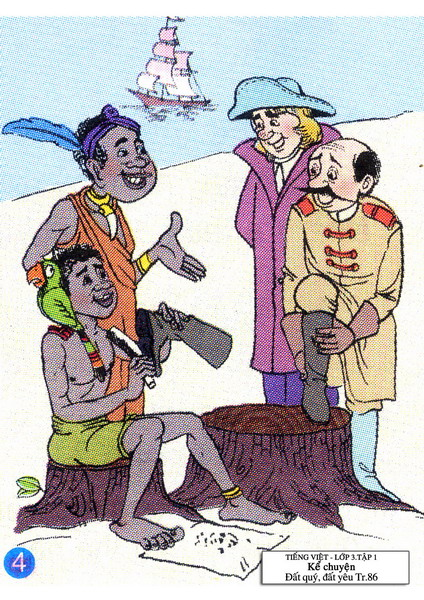 4
TIẾNG VIỆT - LỚP 3.TẬP 1
Kể chuyện
Đất quý, đất yêu Tr.86